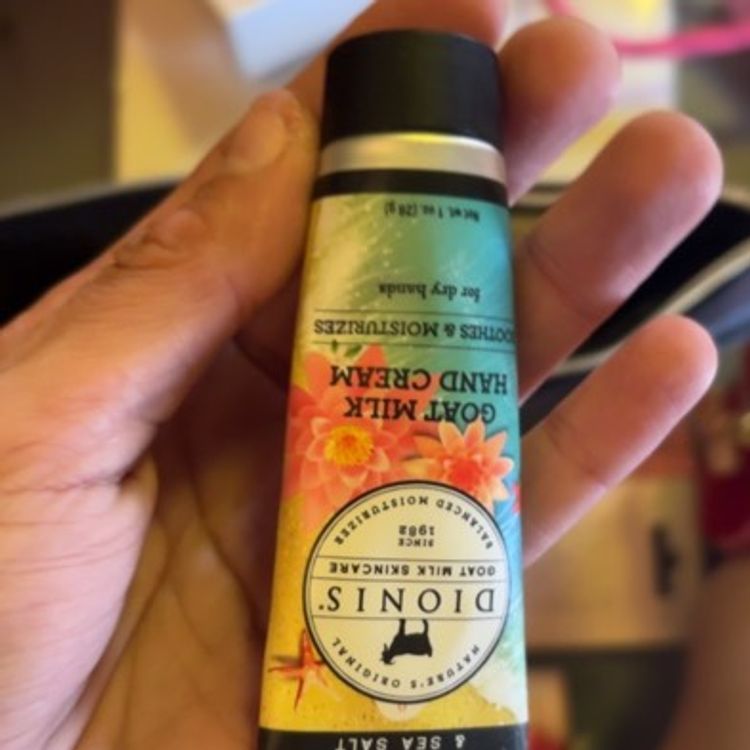 & SEA SALT
NATURE'S ORIGINAL
DIONIS®
GOAT MILK SKINCARE
SINCE
1982
BALANCED MOISTURIZER
GOAT MILK
HAND CREAM
SOOTHES & MOISTURIZES
for dry hands
Net wt. 1 oz. (28 g)